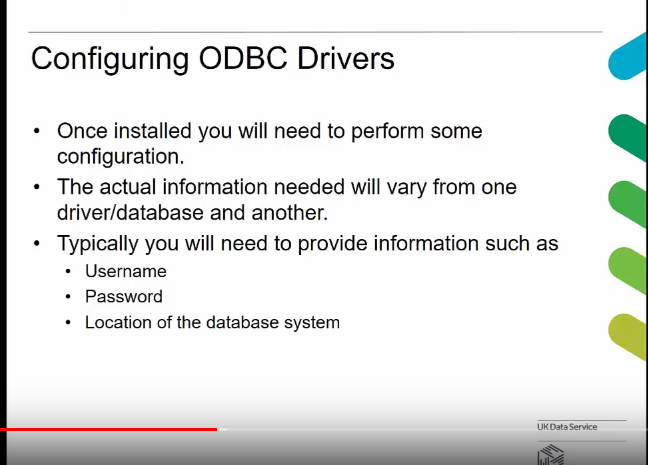 Configuring ODBC Drivers
• Once installed you will need to perform some
configuration.
• The actual information needed will vary from one
driver/database and another.
• Typically you will need to provide information such as
• Username
• Password
• Location of the database system
UK Data Service